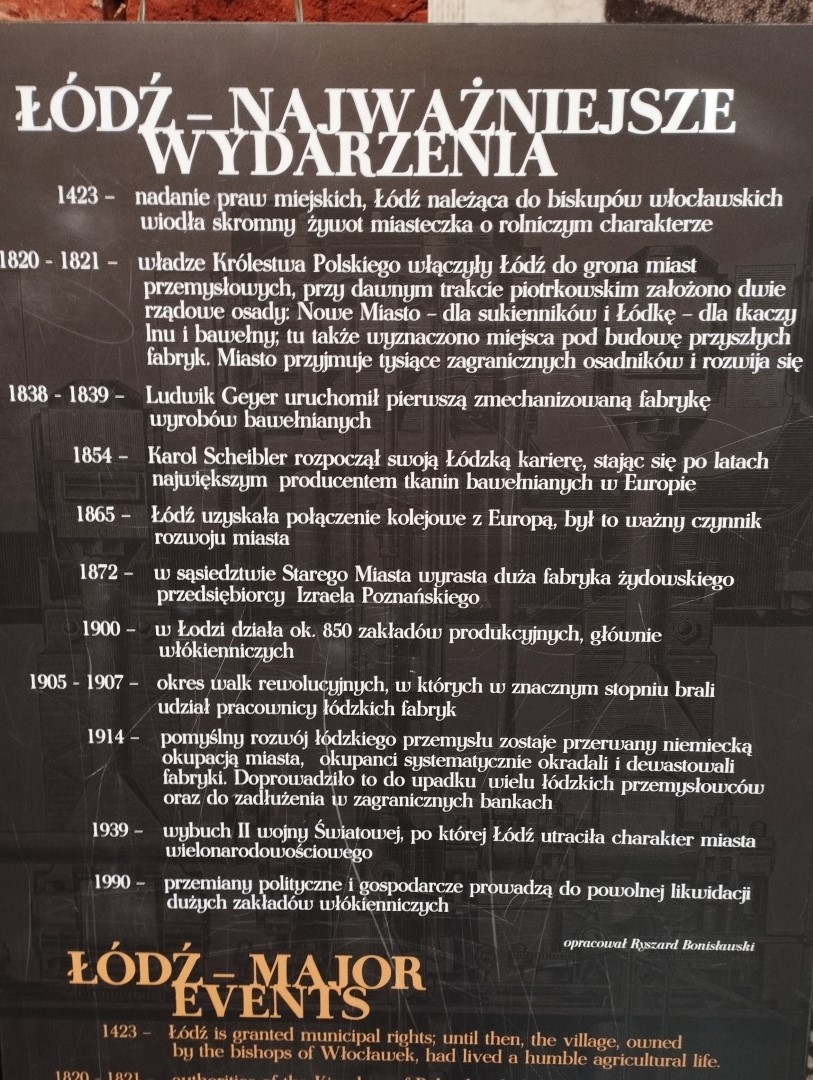 ŁÓDŹ – NAJWAŻNIEJSZE
WYDARZENIA
1423 – nadanie praw miejskich, Łódź należąca do biskupów włocławskich
wiodła skromny żywot miasteczka o rolniczym charakterze
1820 - 1821 – władze Królestwa Polskiego włączyły Łódź do grona miast
przemysłowych, przy dawnym trakcie piotrkowskim założono dwie
rządowe osady: Nowe Miasto – dla sukienników i Łódkę – dla tkaczy
lnu i bawełny; tu także wyznaczono miejsca pod budowę przyszłych
fabryk. Miasto przyjmuje tysiące zagranicznych osadników i rozwija się
1838 - 1839 – Ludwik Geyer uruchomił pierwszą zmechanizowaną fabrykę
wyrobów bawełnianych
1854 – Karol Scheibler rozpoczął swoją Łódzką karierę, stając się po latach
największym producentem tkanin bawełnianych w Europie
1865 – Łódź uzyskała połączenie kolejowe z Europą, był to ważny czynnik
rozwoju miasta
1872 – w sąsiedztwie Starego Miasta wyrasta duża fabryka żydowskiego
przedsiębiorcy Izraela Poznańskiego
1900 – w Łodzi działa ok. 850 zakładów produkcyjnych, głównie
włókienniczych
1905 - 1907 – okres walk rewolucyjnych, w których w znacznym stopniu brali
udział pracownicy łódzkich fabryk
1914 – pomyślny rozwój łódzkiego przemysłu zostaje przerwany niemiecką
okupacją miasta, okupanci systematycznie okradali i dewastowali
fabryki. Doprowadziło to do upadku wielu łódzkich przemysłowców
oraz do zadłużenia w zagranicznych bankach
1939 – wybuch II wojny Światowej, po której Łódź utraciła charakter miasta
wielonarodowościowego
1990 – przemiany polityczne i gospodarcze prowadzą do powolnej likwidacji
dużych zakładów włókienniczych
opracował Ryszard Bonisławski
ŁÓDŹ – MAJOR
EVENTS
1423 – Łódź is granted municipal rights; until then, the village, owned
by the bishops of Włocławek, had lived a humble agricultural life.
1820 - 1821 – authorities of the